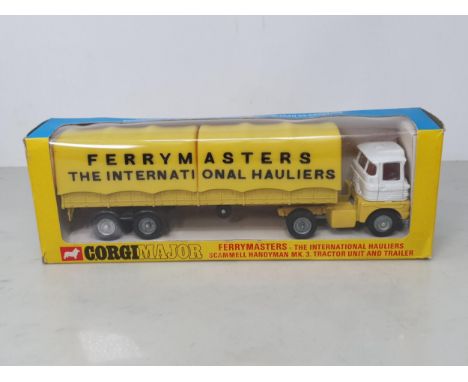 FERRYMASTERS
THE INTERNATIONAL HAULIERS
CORGI MAJOR
FERRYMASTERS - THE INTERNATIONAL HAULIERS
SCAMMELL HANDYMAN MK. 3. TRACTOR UNIT AND TRAILER